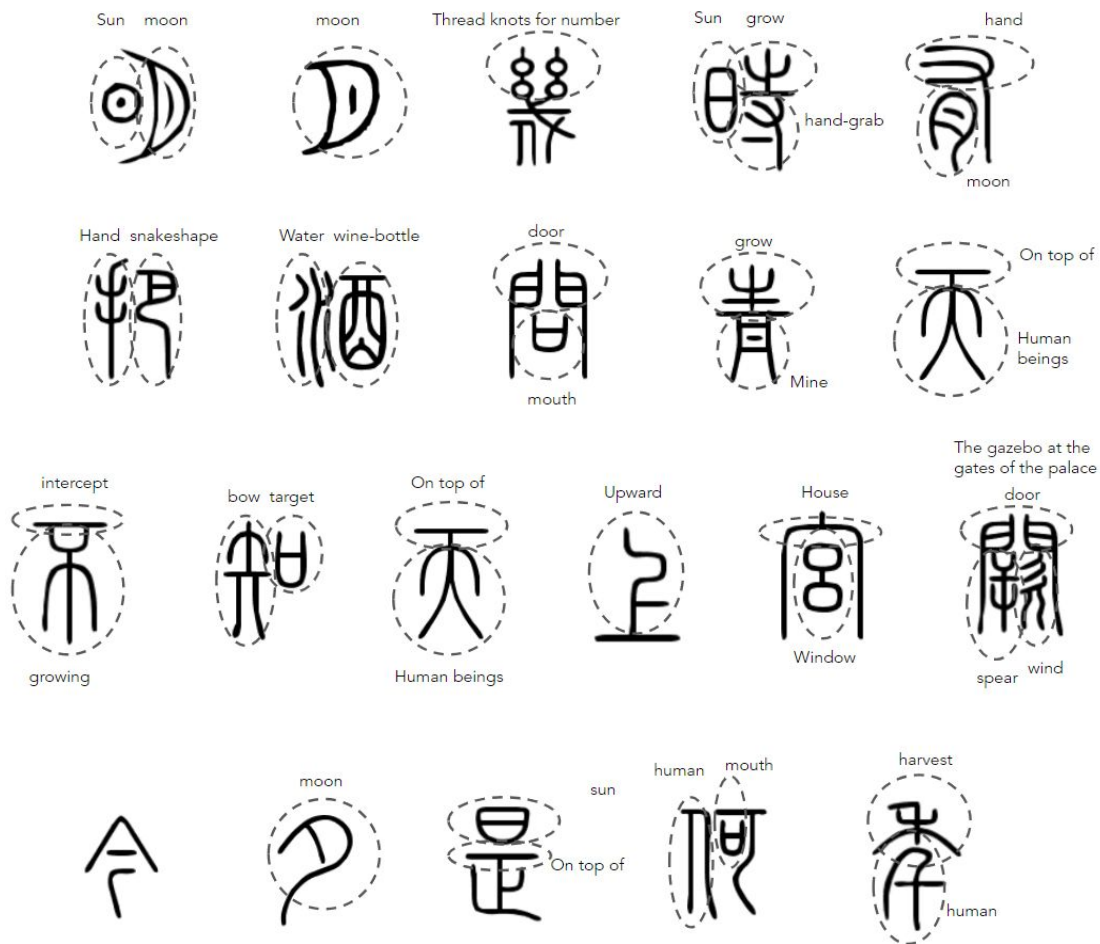 Sun moon moon Thread knots for number Sun grow hand
明 月 幾 時 有
hand-grab
moon
Hand snakeshape Water wine-bottle door grow On top of
把 酒 問 青 天
Human
beings
Mine
mouth
The gazebo at the
gates of the palace
intercept bow target On top of Upward House door
不 知 天 上 宮 闕
growing Human beings Window spear wind
moon sun human mouth harvest
今 夕 是 何 年
On top of
human